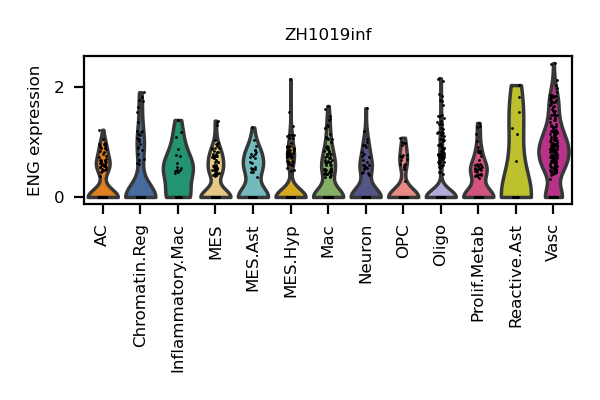 ZH1019inf
ENG expression
2
0
AC
Chromatin.Reg
Inflammatory.Mac
MES
MES.Ast
MES.Hyp
Mac
Neuron
OPC
Oligo
Prolif.Metab
Reactive.Ast
Vasc